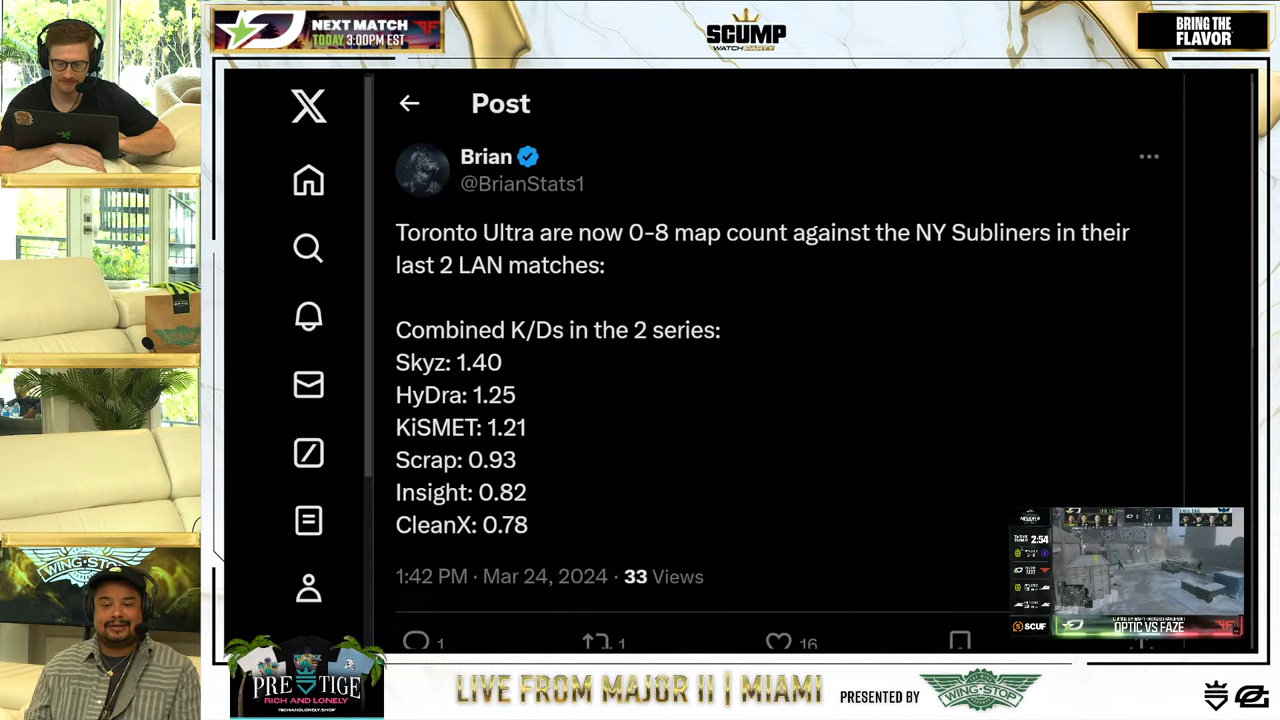 NEXT MATCH
TODAY 3:00PM EST
SCUMP
WATCH PARTY
BRING THE
FLAVOR
Post
Brian
@BrianStats1
Toronto Ultra are now 0-8 map count against the NY Subliners in their
last 2 LAN matches:
Combined K/Ds in the 2 series:
Skyz: 1.40
HyDra: 1.25
KiSMET: 1.21
Scrap: 0.93
Insight: 0.82
CleanX: 0.78
1:42 PM · Mar 24, 2024 · 33 Views
1
1
16
2:54
SCUF
OPTIC VS FAZE
WING STOP
PRESTIGE
RICH AND LONELY
RICHANDLONELY.SHOP
LIVE FROM MAJOR II | MIAMI
PRESENTED BY
WING STOP